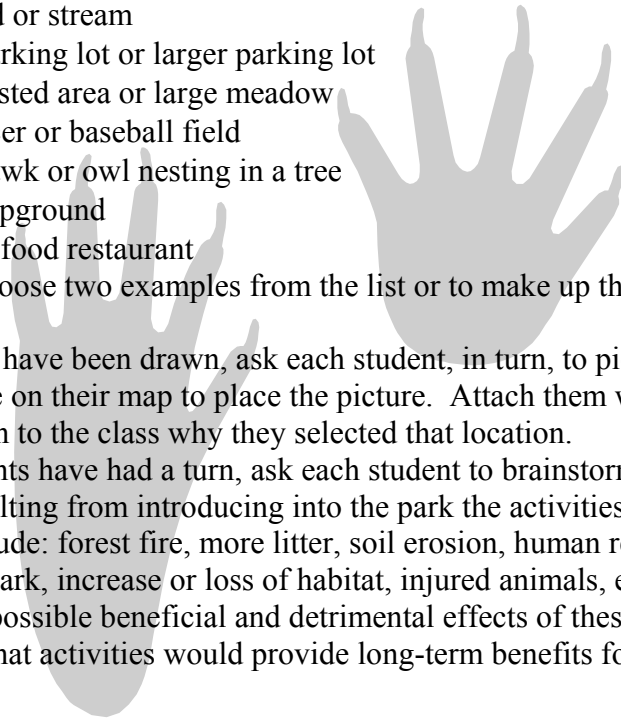 d or stream
rking lot or larger parking lot
sted area or large meadow
er or baseball field
wk or owl nesting in a tree
pground
food restaurant
oose two examples from the list or to make up th
have been drawn, ask each student, in turn, to pi
e on their map to place the picture.  Attach them w
n to the class why they selected that location.
nts have had a turn, ask each student to brainstorm
lting from introducing into the park the activities
ude: forest fire, more litter, soil erosion, human re
ark, increase or loss of habitat, injured animals, e
possible beneficial and detrimental effects of thes
hat activities would provide long-term benefits fo